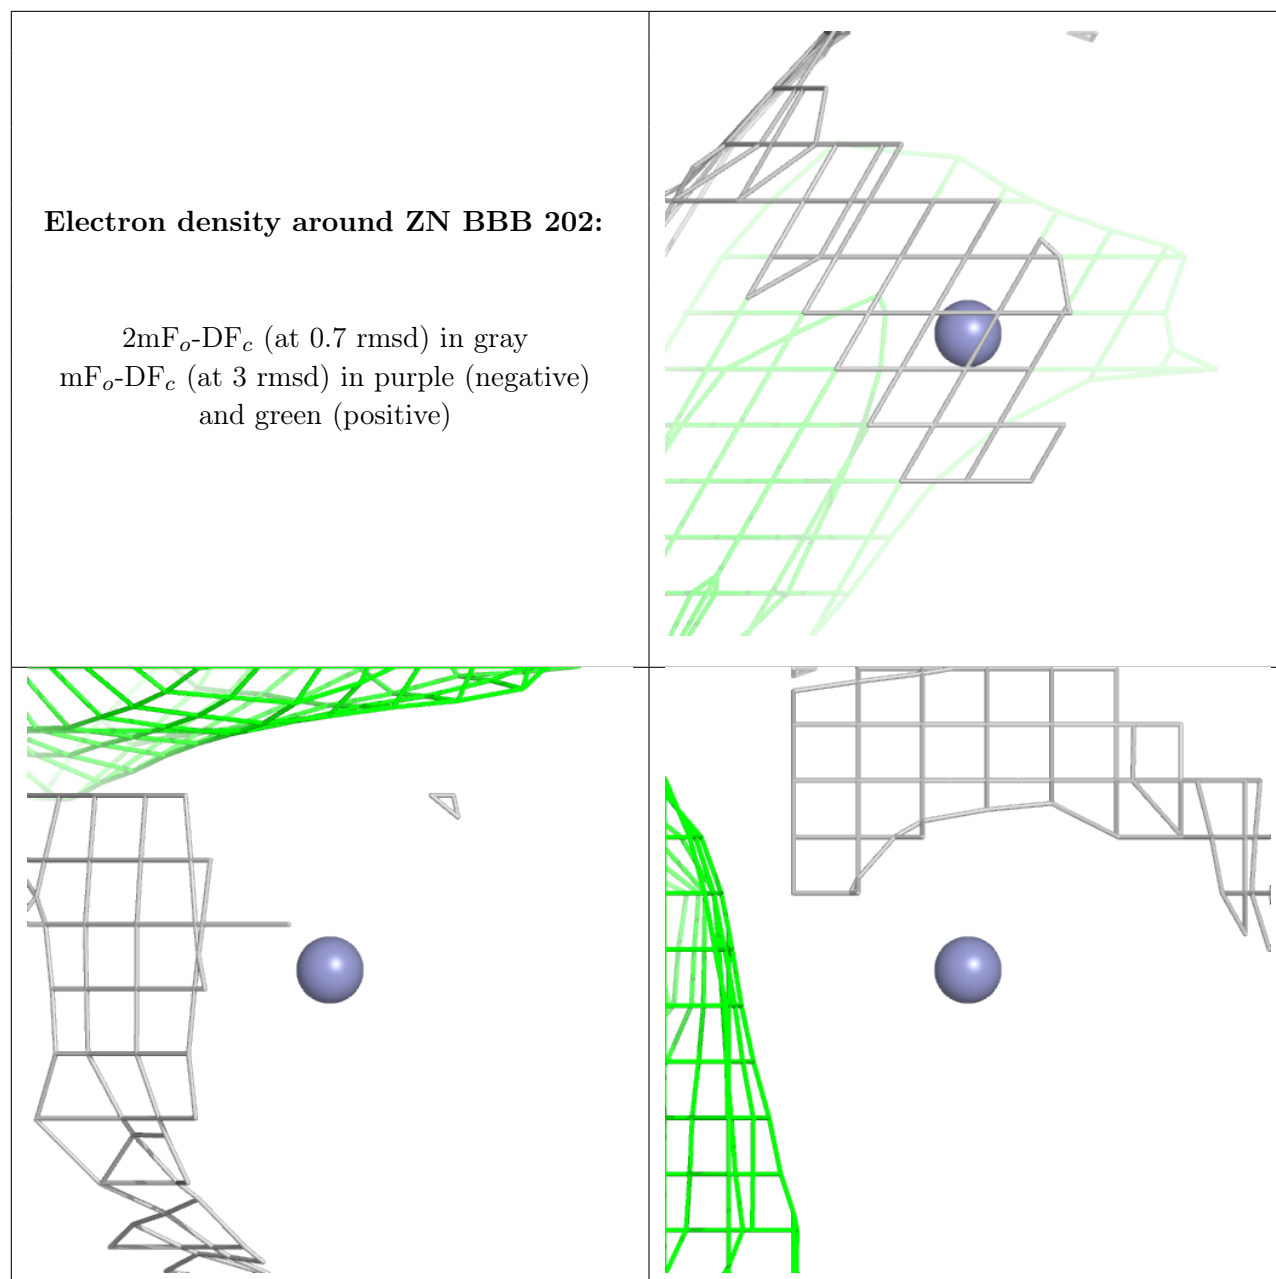 Electron density around ZN BBB 202:
2mFo-DFc (at 0.7 rmsd) in gray
mFo-DFc (at 3 rmsd) in purple (negative)
and green (positive)